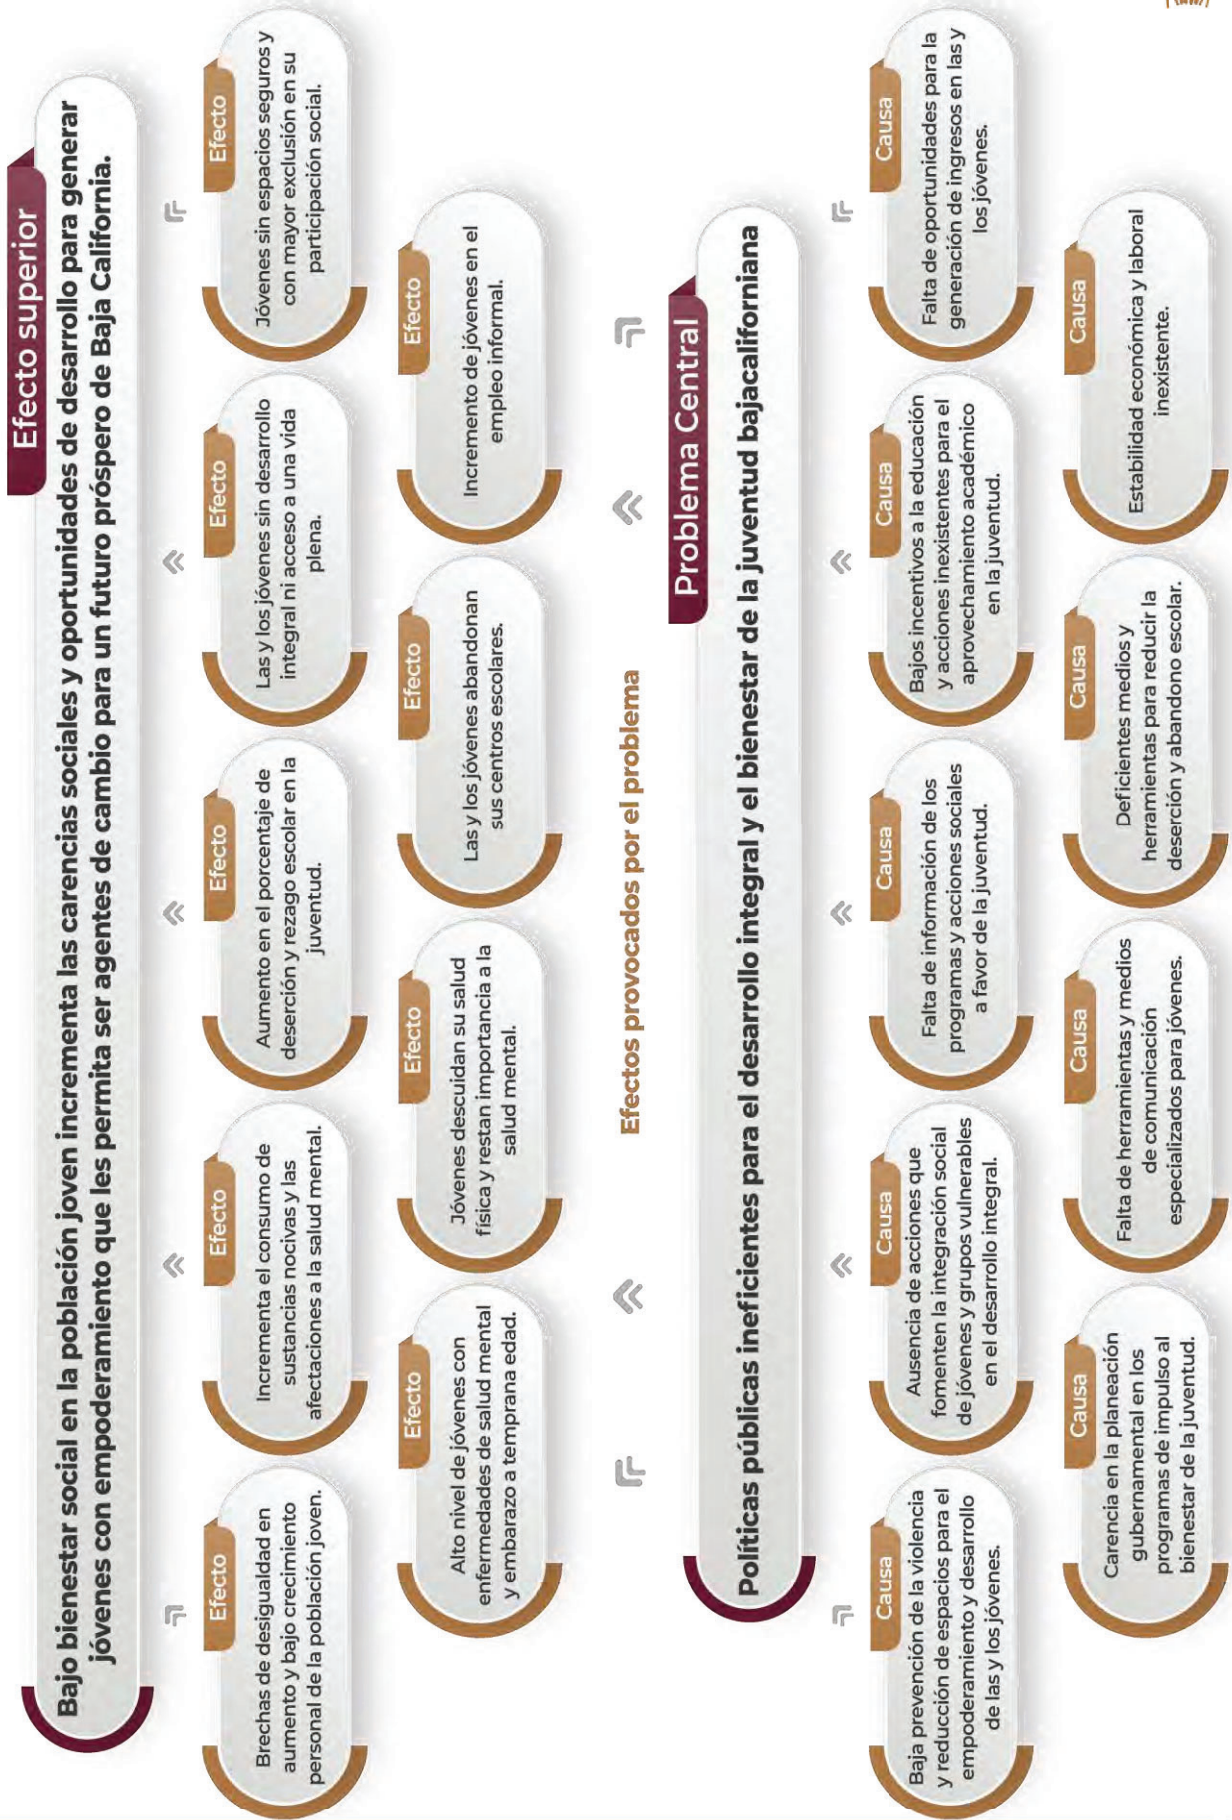 Efecto superior
Bajo bienestar social en la población joven incrementa las carencias sociales y oportunidades de desarrollo para generar
jóvenes con empoderamiento que les permita ser agentes de cambio para un futuro próspero de Baja California.
Efecto
Brechas de desigualdad en
aumento y bajo crecimiento
personal de la población joven.
Efecto
Incrementa el consumo de
sustancias nocivas y las
afectaciones a la salud mental.
Efecto
Aumento en el porcentaje de
deserción y rezago escolar en la
juventud.
Efecto
Las y los jóvenes sin desarrollo
integral ni acceso a una vida
plena.
Efecto
Jóvenes sin espacios seguros y
con mayor exclusión en su
participación social.
Efecto
Alto nivel de jóvenes con
enfermedades de salud mental
y embarazo a temprana edad.
Efecto
Jóvenes descuidan su salud
física y restan importancia a la
salud mental.
Efecto
Las y los jóvenes abandonan
sus centros escolares.
Efecto
Incremento de jóvenes en el
empleo informal.
Efectos provocados por el problema
Problema Central
Políticas públicas ineficientes para el desarrollo integral y el bienestar de la juventud bajacaliforniana
Causa
Baja prevención de la violencia
y reducción de espacios para el
empoderamiento y desarrollo
de las y los jóvenes.
Causa
Ausencia de acciones que
fomenten la integración social
de jóvenes y grupos vulnerables
en el desarrollo integral.
Causa
Falta de información de los
programas y acciones sociales
a favor de la juventud.
Causa
Bajos incentivos a la educación
y acciones inexistentes para el
aprovechamiento académico
en la juventud.
Causa
Falta de oportunidades para la
generación de ingresos en las y
los jóvenes.
Causa
Carencia en la planeación
gubernamental en los
programas de impulso al
bienestar de la juventud.
Causa
Falta de herramientas y medios
de comunicación
especializados para jóvenes.
Causa
Deficientes medios y
herramientas para reducir la
deserción y abandono escolar.
Causa
Estabilidad económica y laboral
inexistente.